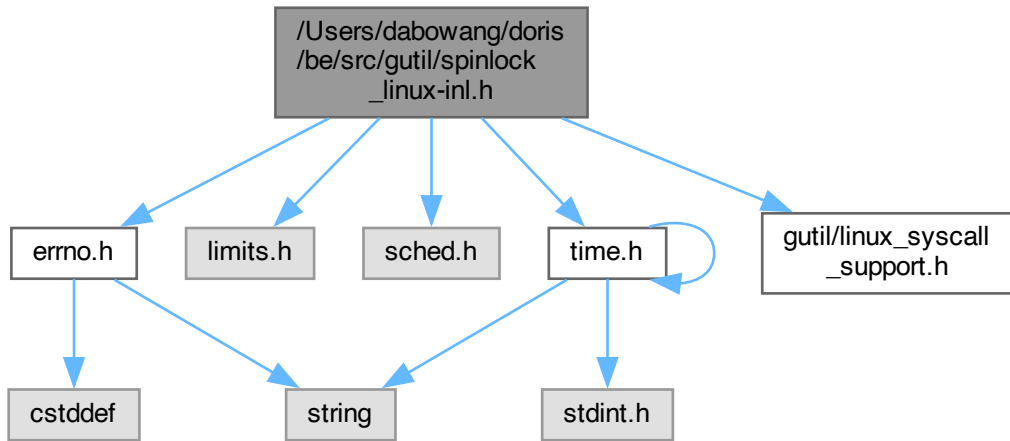 /Users/dabowang/doris
/be/src/gutil/spinlock
_linux-inl.h
errno.h
limits.h
sched.h
time.h
gutil/linux_syscall
_support.h
cstddef
string
stdint.h